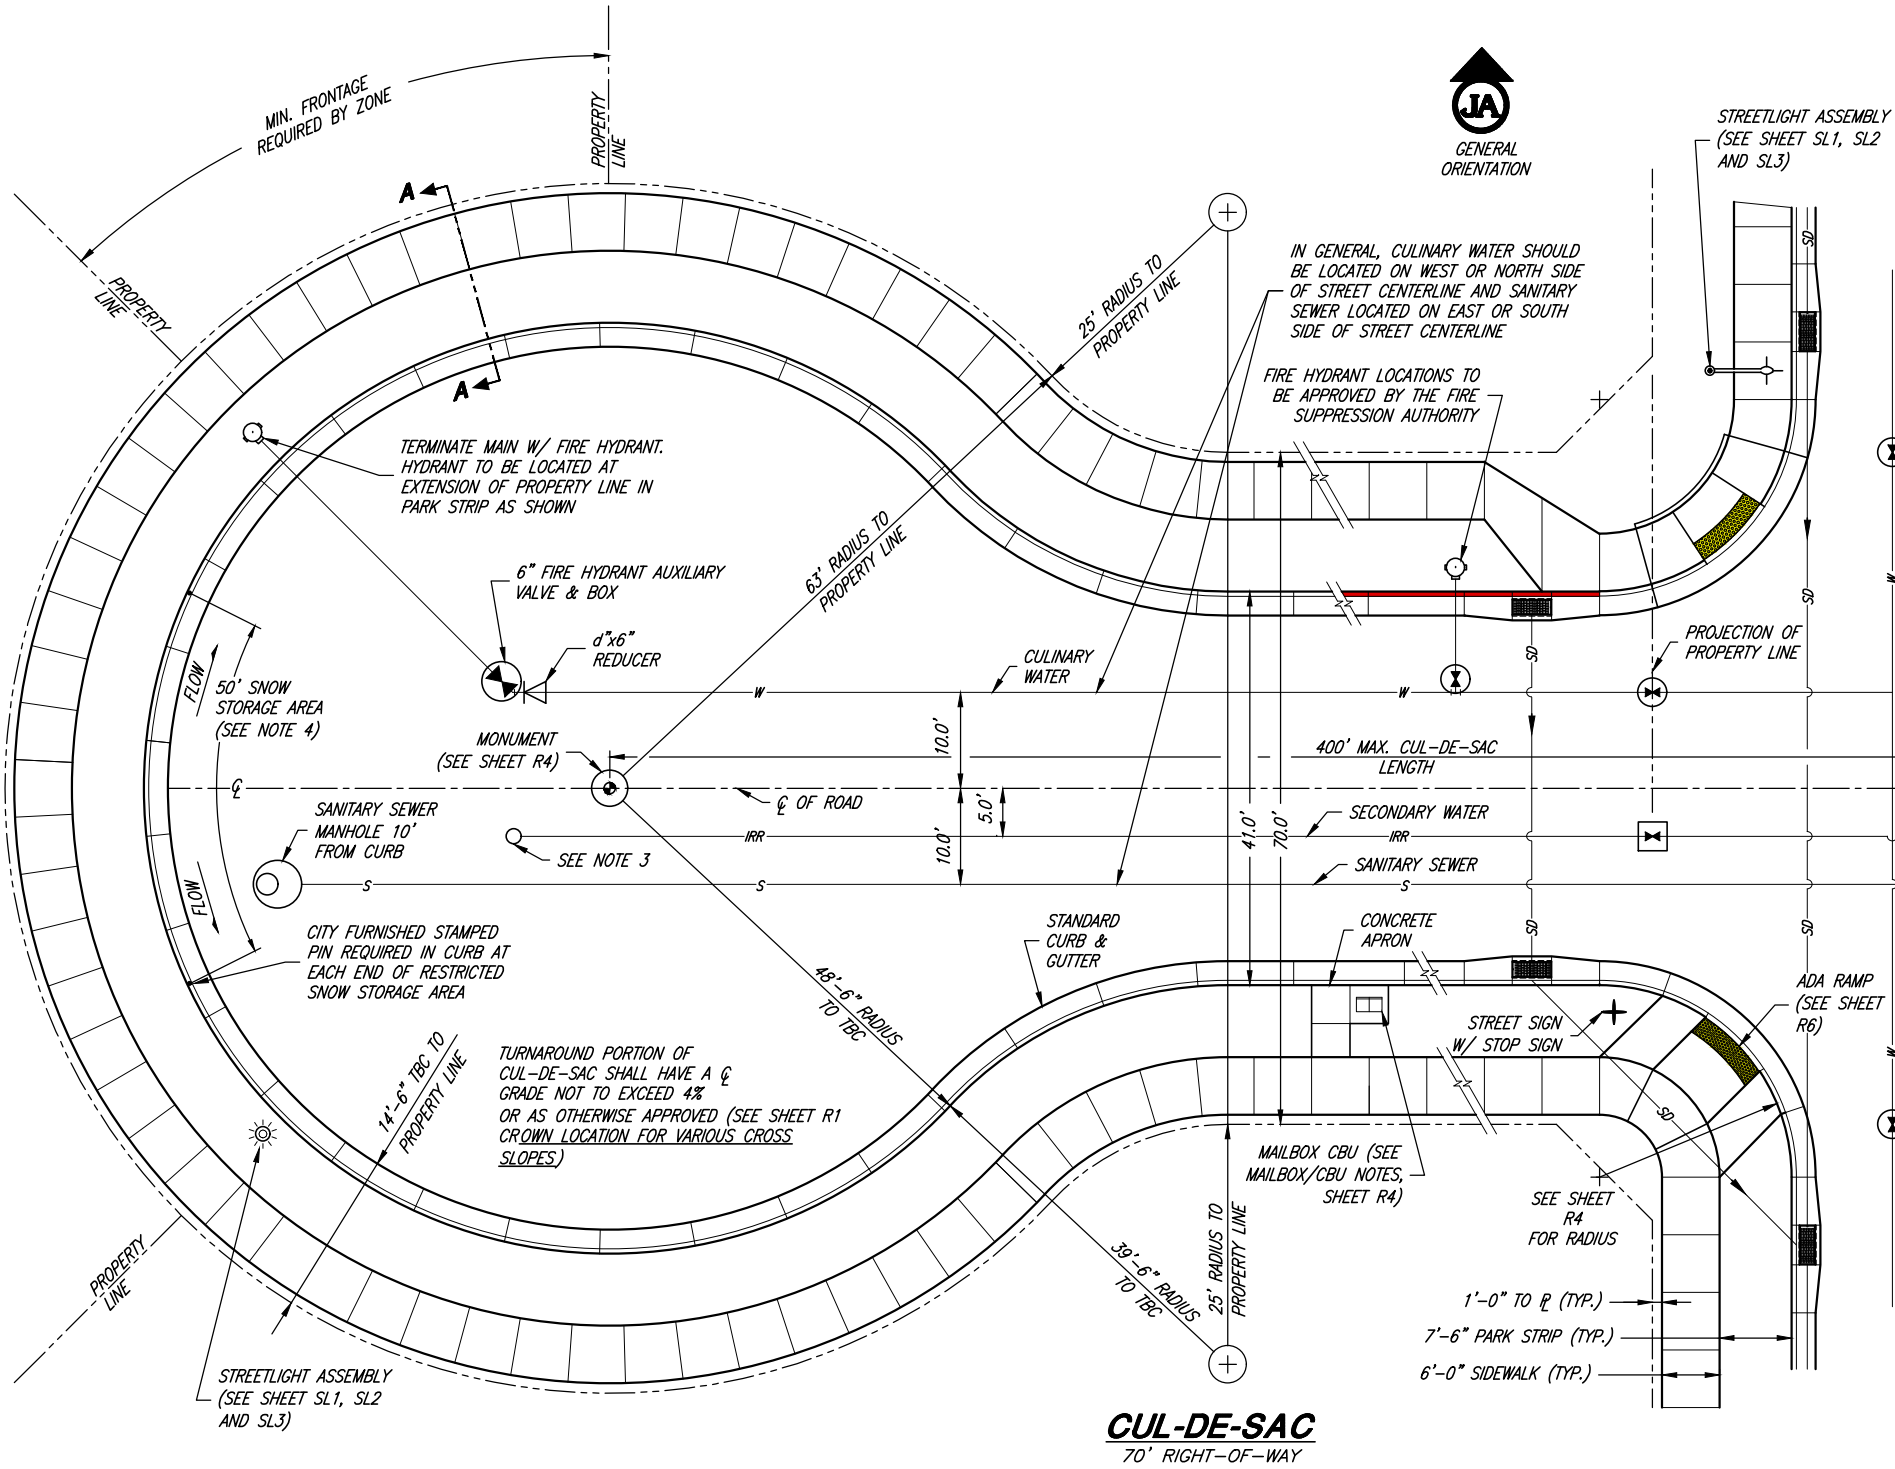 MIN. FRONTAGE
REQUIRED BY ZONE
PROPERTY
LINE
PROPERTY
LINE
A
A
JA
GENERAL
ORIENTATION
STREETLIGHT ASSEMBLY
(SEE SHEET SL1, SL2
AND SL3)
25' RADIUS TO
PROPERTY LINE
IN GENERAL, CULINARY WATER SHOULD
BE LOCATED ON WEST OR NORTH SIDE
OF STREET CENTERLINE AND SANITARY
SEWER LOCATED ON EAST OR SOUTH
SIDE OF STREET CENTERLINE
FIRE HYDRANT LOCATIONS TO
BE APPROVED BY THE FIRE
SUPPRESSION AUTHORITY
TERMINATE MAIN W/ FIRE HYDRANT.
HYDRANT TO BE LOCATED AT
EXTENSION OF PROPERTY LINE IN
PARK STRIP AS SHOWN
6" FIRE HYDRANT AUXILIARY
VALVE & BOX
d"x6"
REDUCER
63' RADIUS TO
PROPERTY LINE
CULINARY
WATER
PROJECTION OF
PROPERTY LINE
FLOW
50' SNOW
STORAGE AREA
(SEE NOTE 4)
MONUMENT
(SEE SHEET R4)
W
W
W
SD
SD
SD
10.0'
400' MAX. CUL-DE-SAC
LENGTH
℄
℄ OF ROAD
SANITARY SEWER
MANHOLE 10'
FROM CURB
SEE NOTE 3
IRR
IRR
5.0'
10.0'
41.0'
70.0'
SECONDARY WATER
SANITARY SEWER
S
S
S
FLOW
CITY FURNISHED STAMPED
PIN REQUIRED IN CURB AT
EACH END OF RESTRICTED
SNOW STORAGE AREA
STANDARD
CURB &
GUTTER
CONCRETE
APRON
SD
SD
ADA RAMP
(SEE SHEET
R6)
48'-6" RADIUS
TO TBC
STREET SIGN
W/ STOP SIGN
W
SD
14'-6" TBC TO
PROPERTY LINE
TURNAROUND PORTION OF
CUL-DE-SAC SHALL HAVE A ℄
GRADE NOT TO EXCEED 4%
OR AS OTHERWISE APPROVED (SEE SHEET R1
CROWN LOCATION FOR VARIOUS CROSS
SLOPES)
MAILBOX CBU (SEE
MAILBOX/CBU NOTES,
SHEET R4)
SEE SHEET
R4
FOR RADIUS
PROPERTY
LINE
39'-6" RADIUS
TO TBC
25' RADIUS TO
PROPERTY LINE
1'-0" TO ⅊ (TYP.)
7'-6" PARK STRIP (TYP.)
6'-0" SIDEWALK (TYP.)
STREETLIGHT ASSEMBLY
(SEE SHEET SL1, SL2
AND SL3)
CUL-DE-SAC
70' RIGHT-OF-WAY